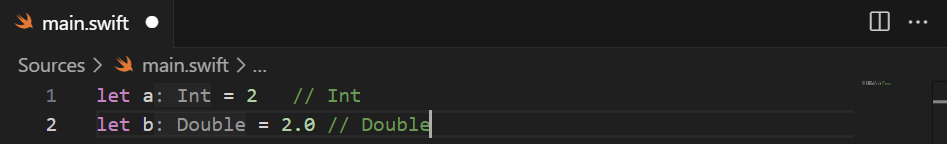 main.swift
Sources > main.swift > ...
1 let a: Int = 2   // Int
2 let b: Double = 2.0 // Double